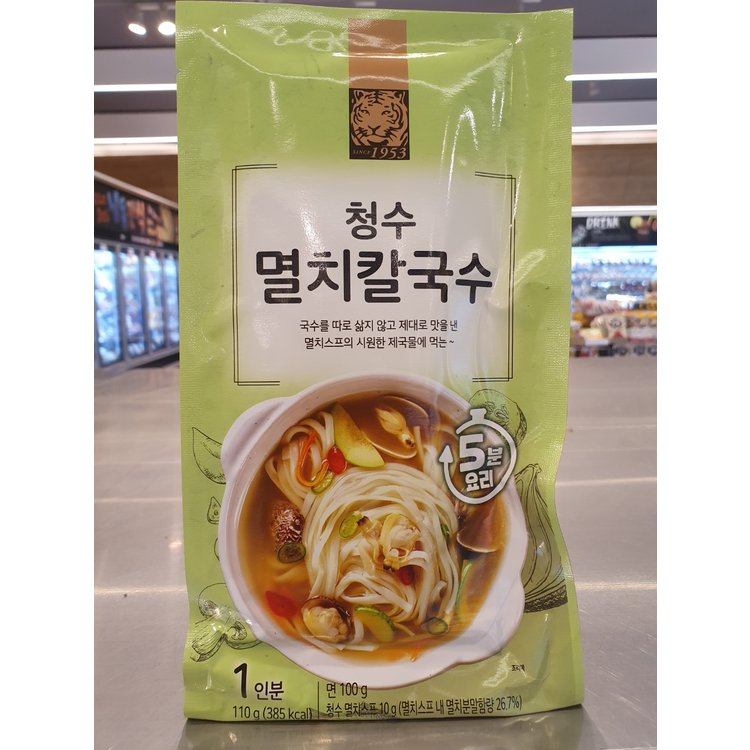 SINCE 1953
청수
멸치칼국수
국수를 따로 삶지 않고 제대로 맛을 낸
멸치스프의 시원한 제국물에 먹는~
5분
요리
조리예
1인분
110 g (385 kcal)
면 100 g
청수 멸치스프 10 g (멸치스프 내 멸치분말함량 26.7%)